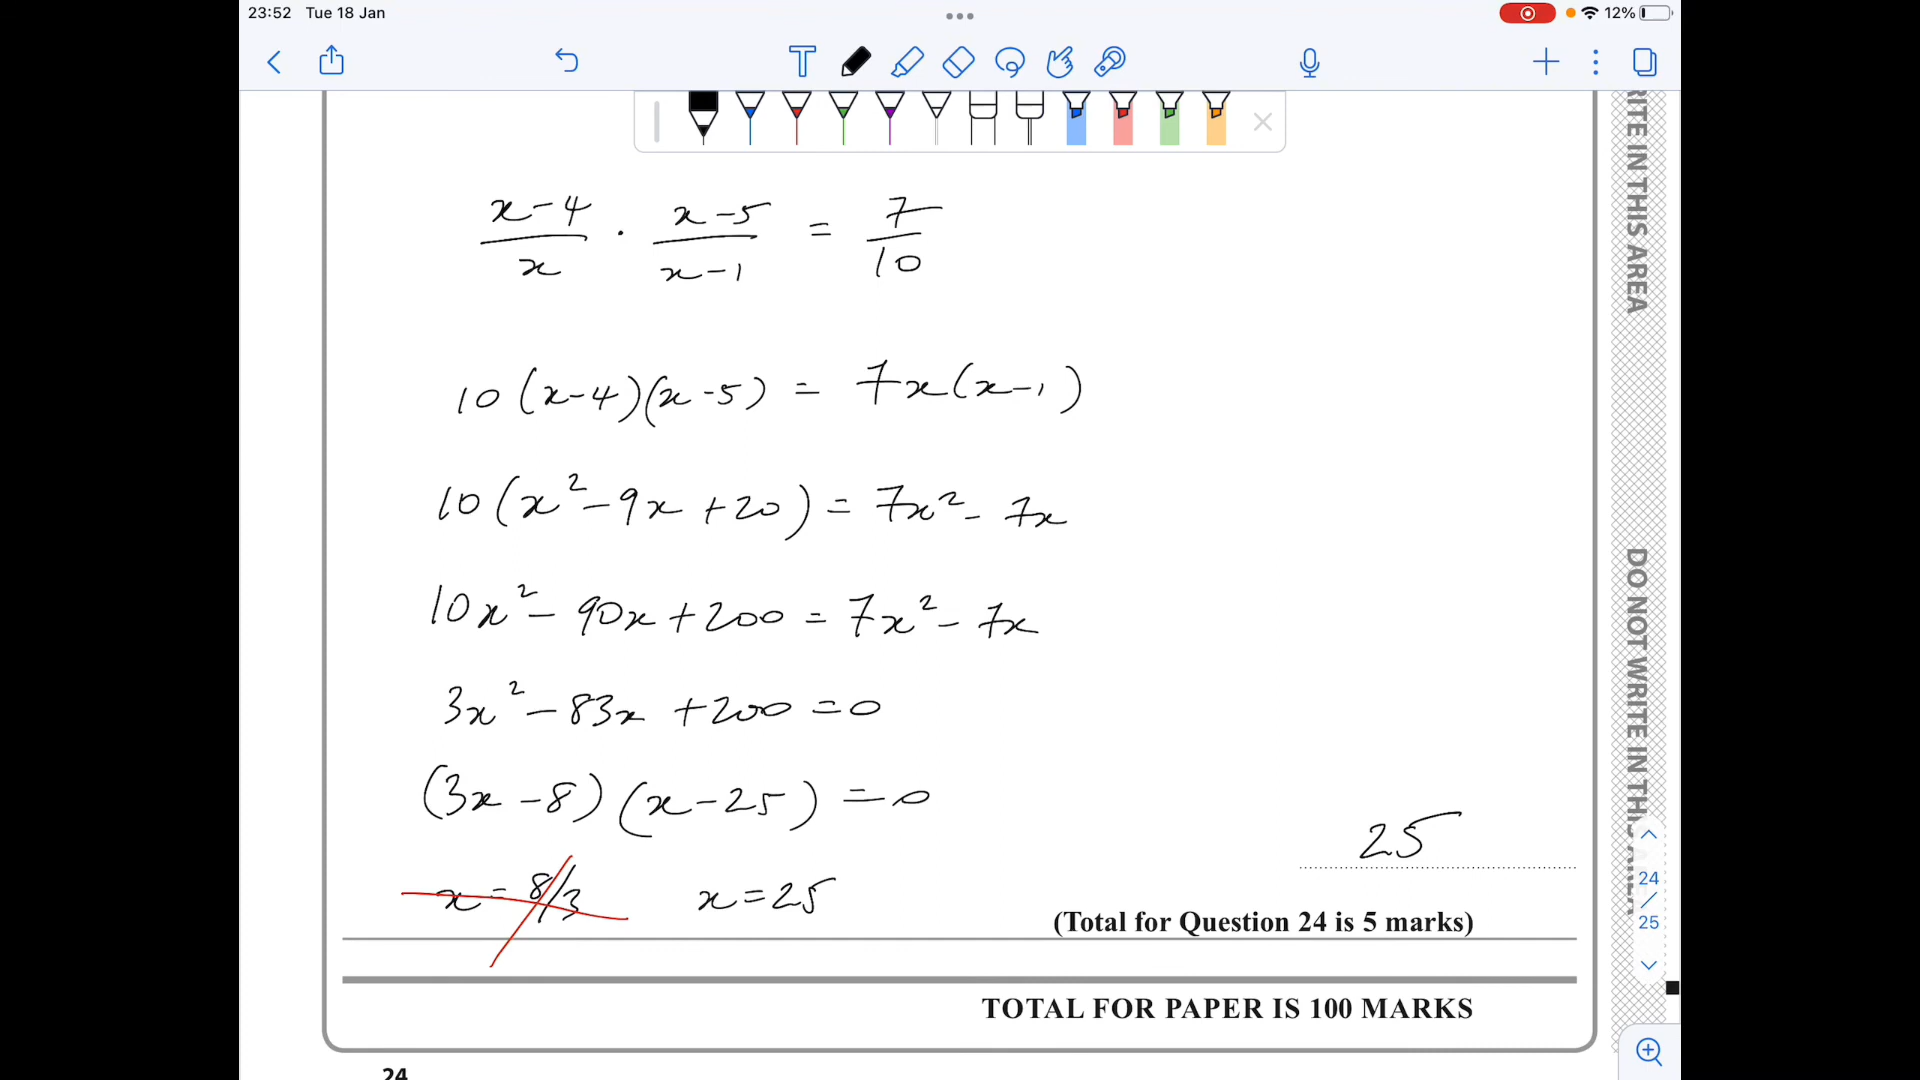 23:52 Tue 18 Jan
12%
T
x-4/x · x-5/x-1 = 7/10
10(x-4)(x-5) = 7x(x-1)
10(x²-9x+20) = 7x²-7x
10x²-90x+200 = 7x²-7x
3x²-83x+200=0
(3x-8)(x-25)=0
x=8/3 x=25
25
(Total for Question 24 is 5 marks)
TOTAL FOR PAPER IS 100 MARKS
24
RITE IN THIS AREA
DO NOT WRITE IN THIS AREA
24
/
25